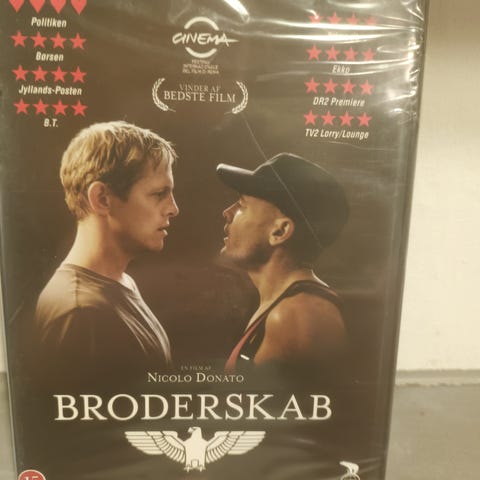 Politiken
Børsen
Jyllands-Posten
B.T.
CINEMA
FESTIVAL
INTERNAZIONALE
DEL FILM DI ROMA
VINDER AF
BEDSTE FILM
Ekko
DR2 Premiere
TV2 Lorry/Lounge
EN FILM AF
NICOLO DONATO
BRODERSKAB
15